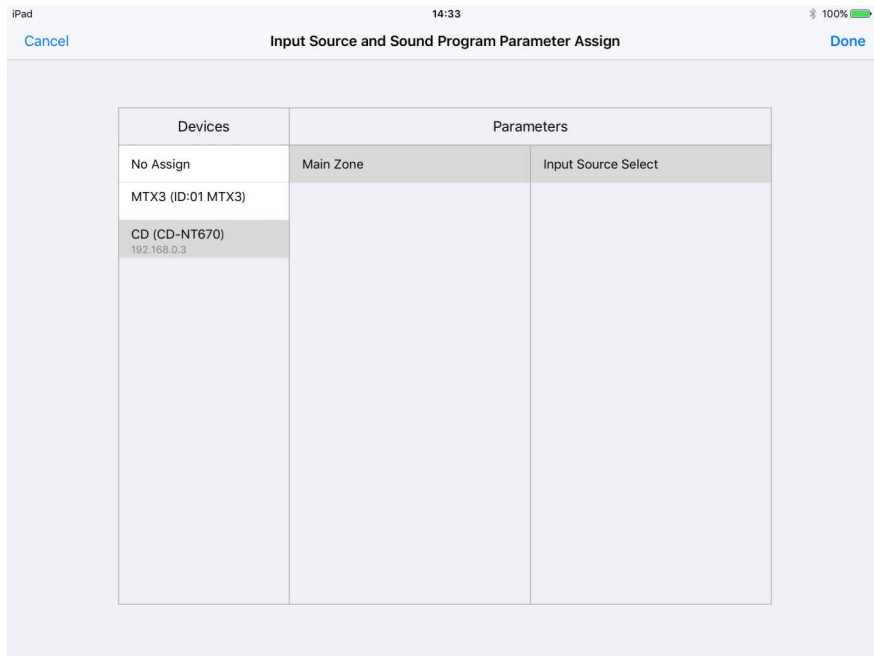 iPad
14:33
100%
Cancel
Input Source and Sound Program Parameter Assign
Done
Devices
Parameters
No Assign
Main Zone
Input Source Select
MTX3 (ID:01 MTX3)
CD (CD-NT670)
192.168.0.3